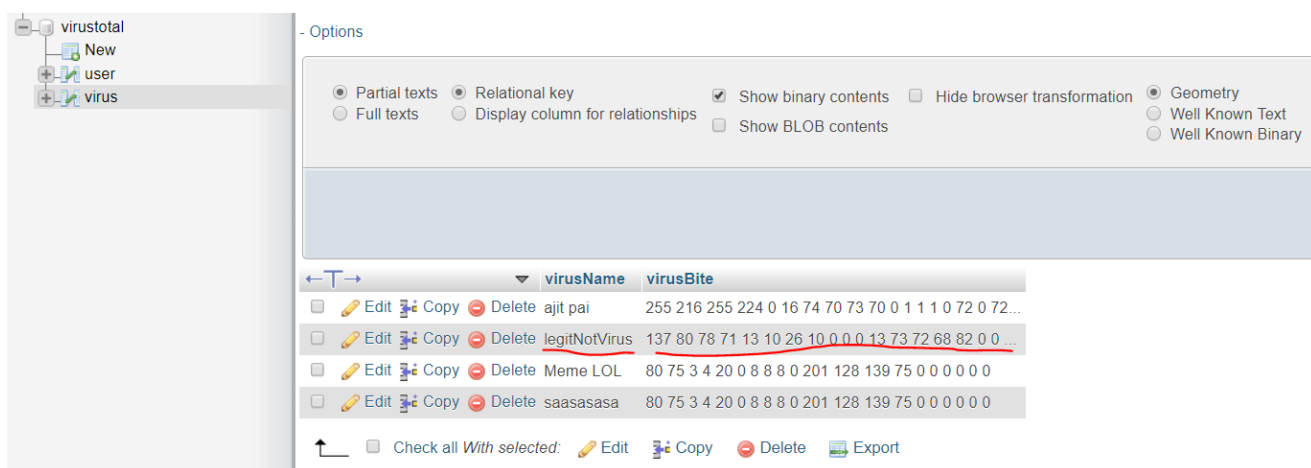 virustotal
New
user
virus
- Options
Partial texts Relational key Show binary contents Hide browser transformation Geometry
Full texts Display column for relationships Show BLOB contents Well Known Text
Well Known Binary
virusName virusBite
Edit Copy Delete ajit pai 255 216 255 224 0 16 74 70 73 70 0 1 1 1 0 72 0 72...
Edit Copy Delete legitNotVirus 137 80 78 71 13 10 26 10 0 0 0 13 73 72 68 82 0 0 ...
Edit Copy Delete Meme LOL 80 75 3 4 20 0 8 8 8 0 201 128 139 75 0 0 0 0 0 0
Edit Copy Delete saasasasa 80 75 3 4 20 0 8 8 8 0 201 128 139 75 0 0 0 0 0 0
Check all With selected: Edit Copy Delete Export